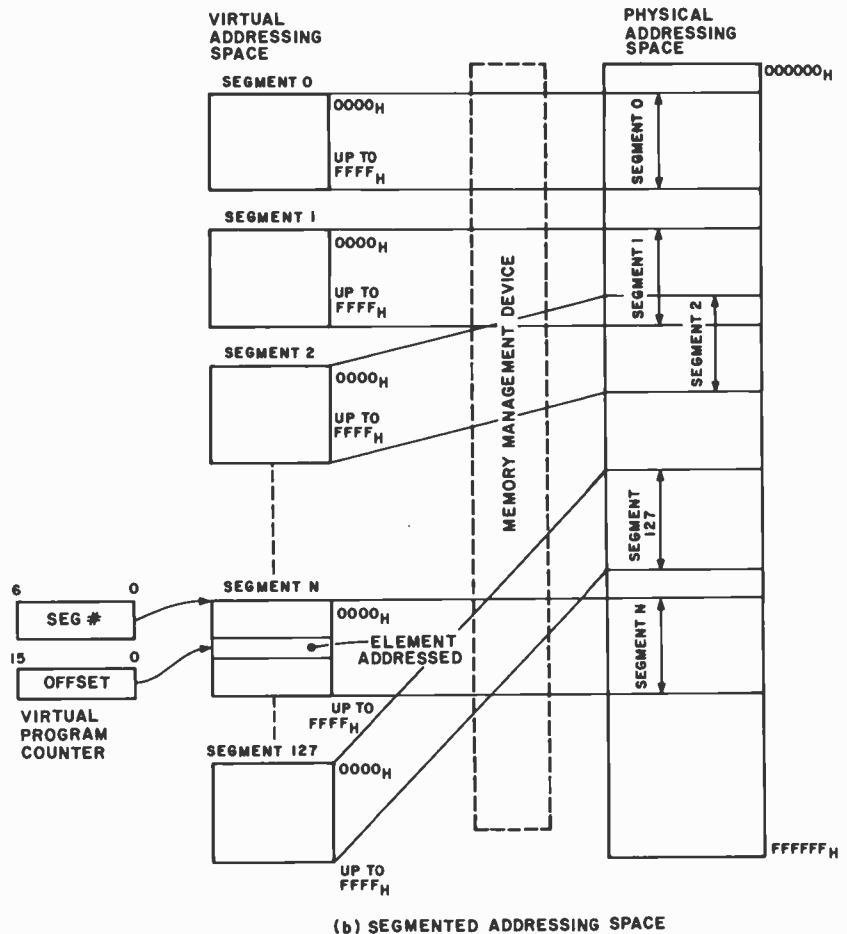 VIRTUAL
ADDRESSING
SPACE
PHYSICAL
ADDRESSING
SPACE
SEGMENT 0
0000H
UP TO
FFFFH
000000H
SEGMENT 0
SEGMENT 1
0000H
UP TO
FFFFH
SEGMENT 1
SEGMENT 2
SEGMENT 2
0000H
UP TO
FFFFH
MEMORY MANAGEMENT DEVICE
SEGMENT
127
SEGMENT N
0000H
SEGMENT N
6 0
SEG #
ELEMENT
ADDRESSED
15 0
OFFSET
VIRTUAL
PROGRAM
COUNTER
UP TO
FFFFH
SEGMENT 127
0000H
UP TO
FFFFH
FFFFFFH
(b) SEGMENTED ADDRESSING SPACE